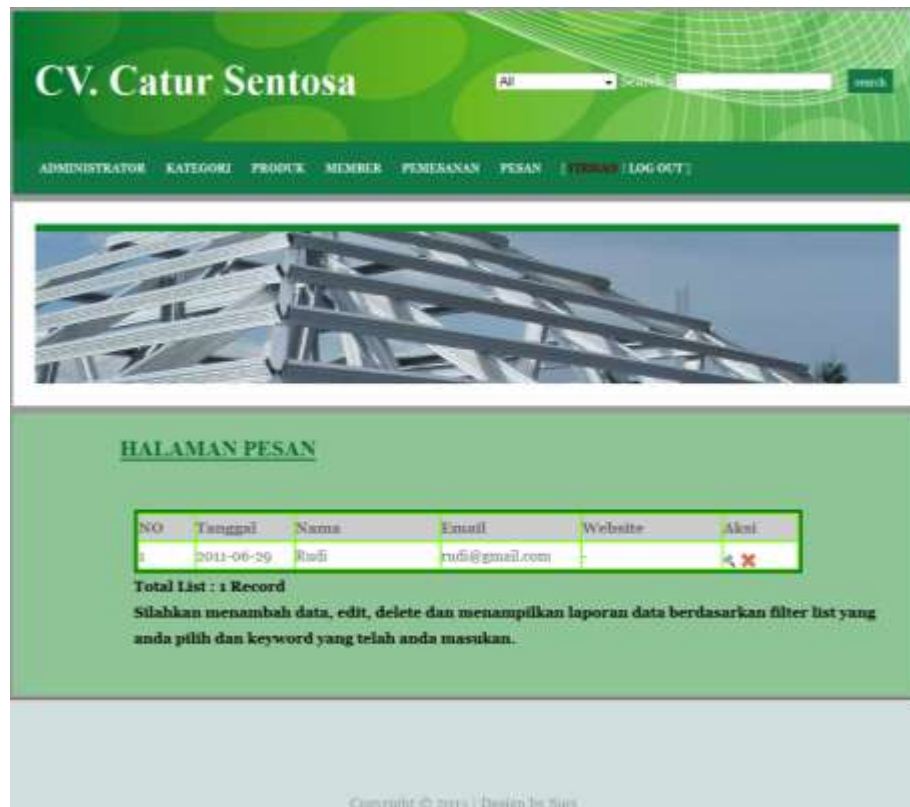 CV. Catur Sentosa
All Search search
ADMINISTRATOR KATEGORI PRODUK MEMBER PEMESANAN PESAN [ | LOG OUT ]
HALAMAN PESAN
NO Tanggal Nama Email Website Aksi
1 2011-06-29 Rudi rudi@gmail.com -
Total List : 1 Record
Silahkan menambah data, edit, delete dan menampilkan laporan data berdasarkan filter list yang
anda pilih dan keyword yang telah anda masukan.
Copyright © | Design by